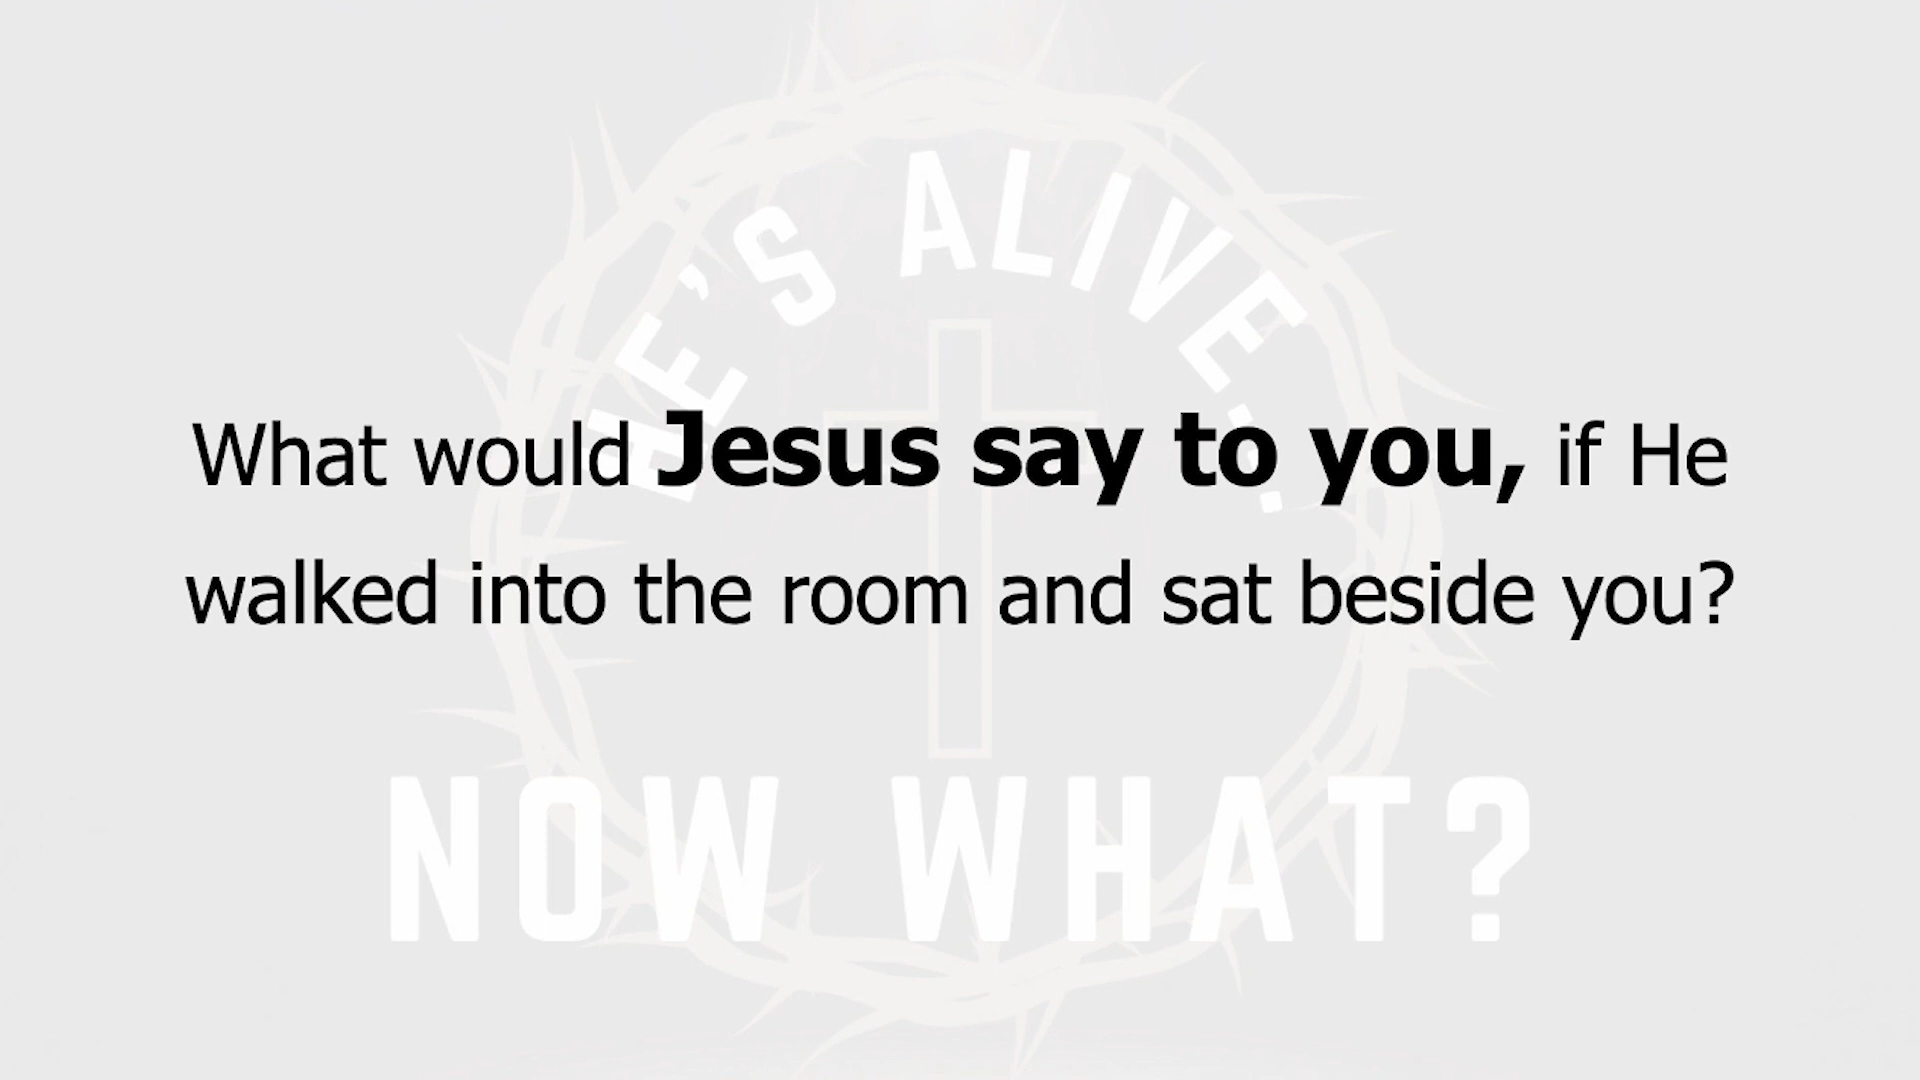 HE'S ALIVE...
What would Jesus say to you, if He
walked into the room and sat beside you?
NOW WHAT?